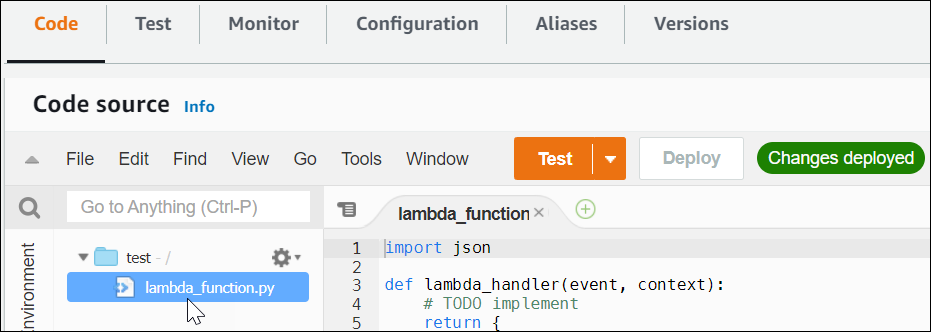 Code Test Monitor Configuration Aliases Versions
Code source Info
File Edit Find View Go Tools Window Test Deploy Changes deployed
Go to Anything (Ctrl-P)
lambda_function
Environment
test - /
lambda_function.py
1 import json
2
3 def lambda_handler(event, context):
4 # TODO implement
5 return {